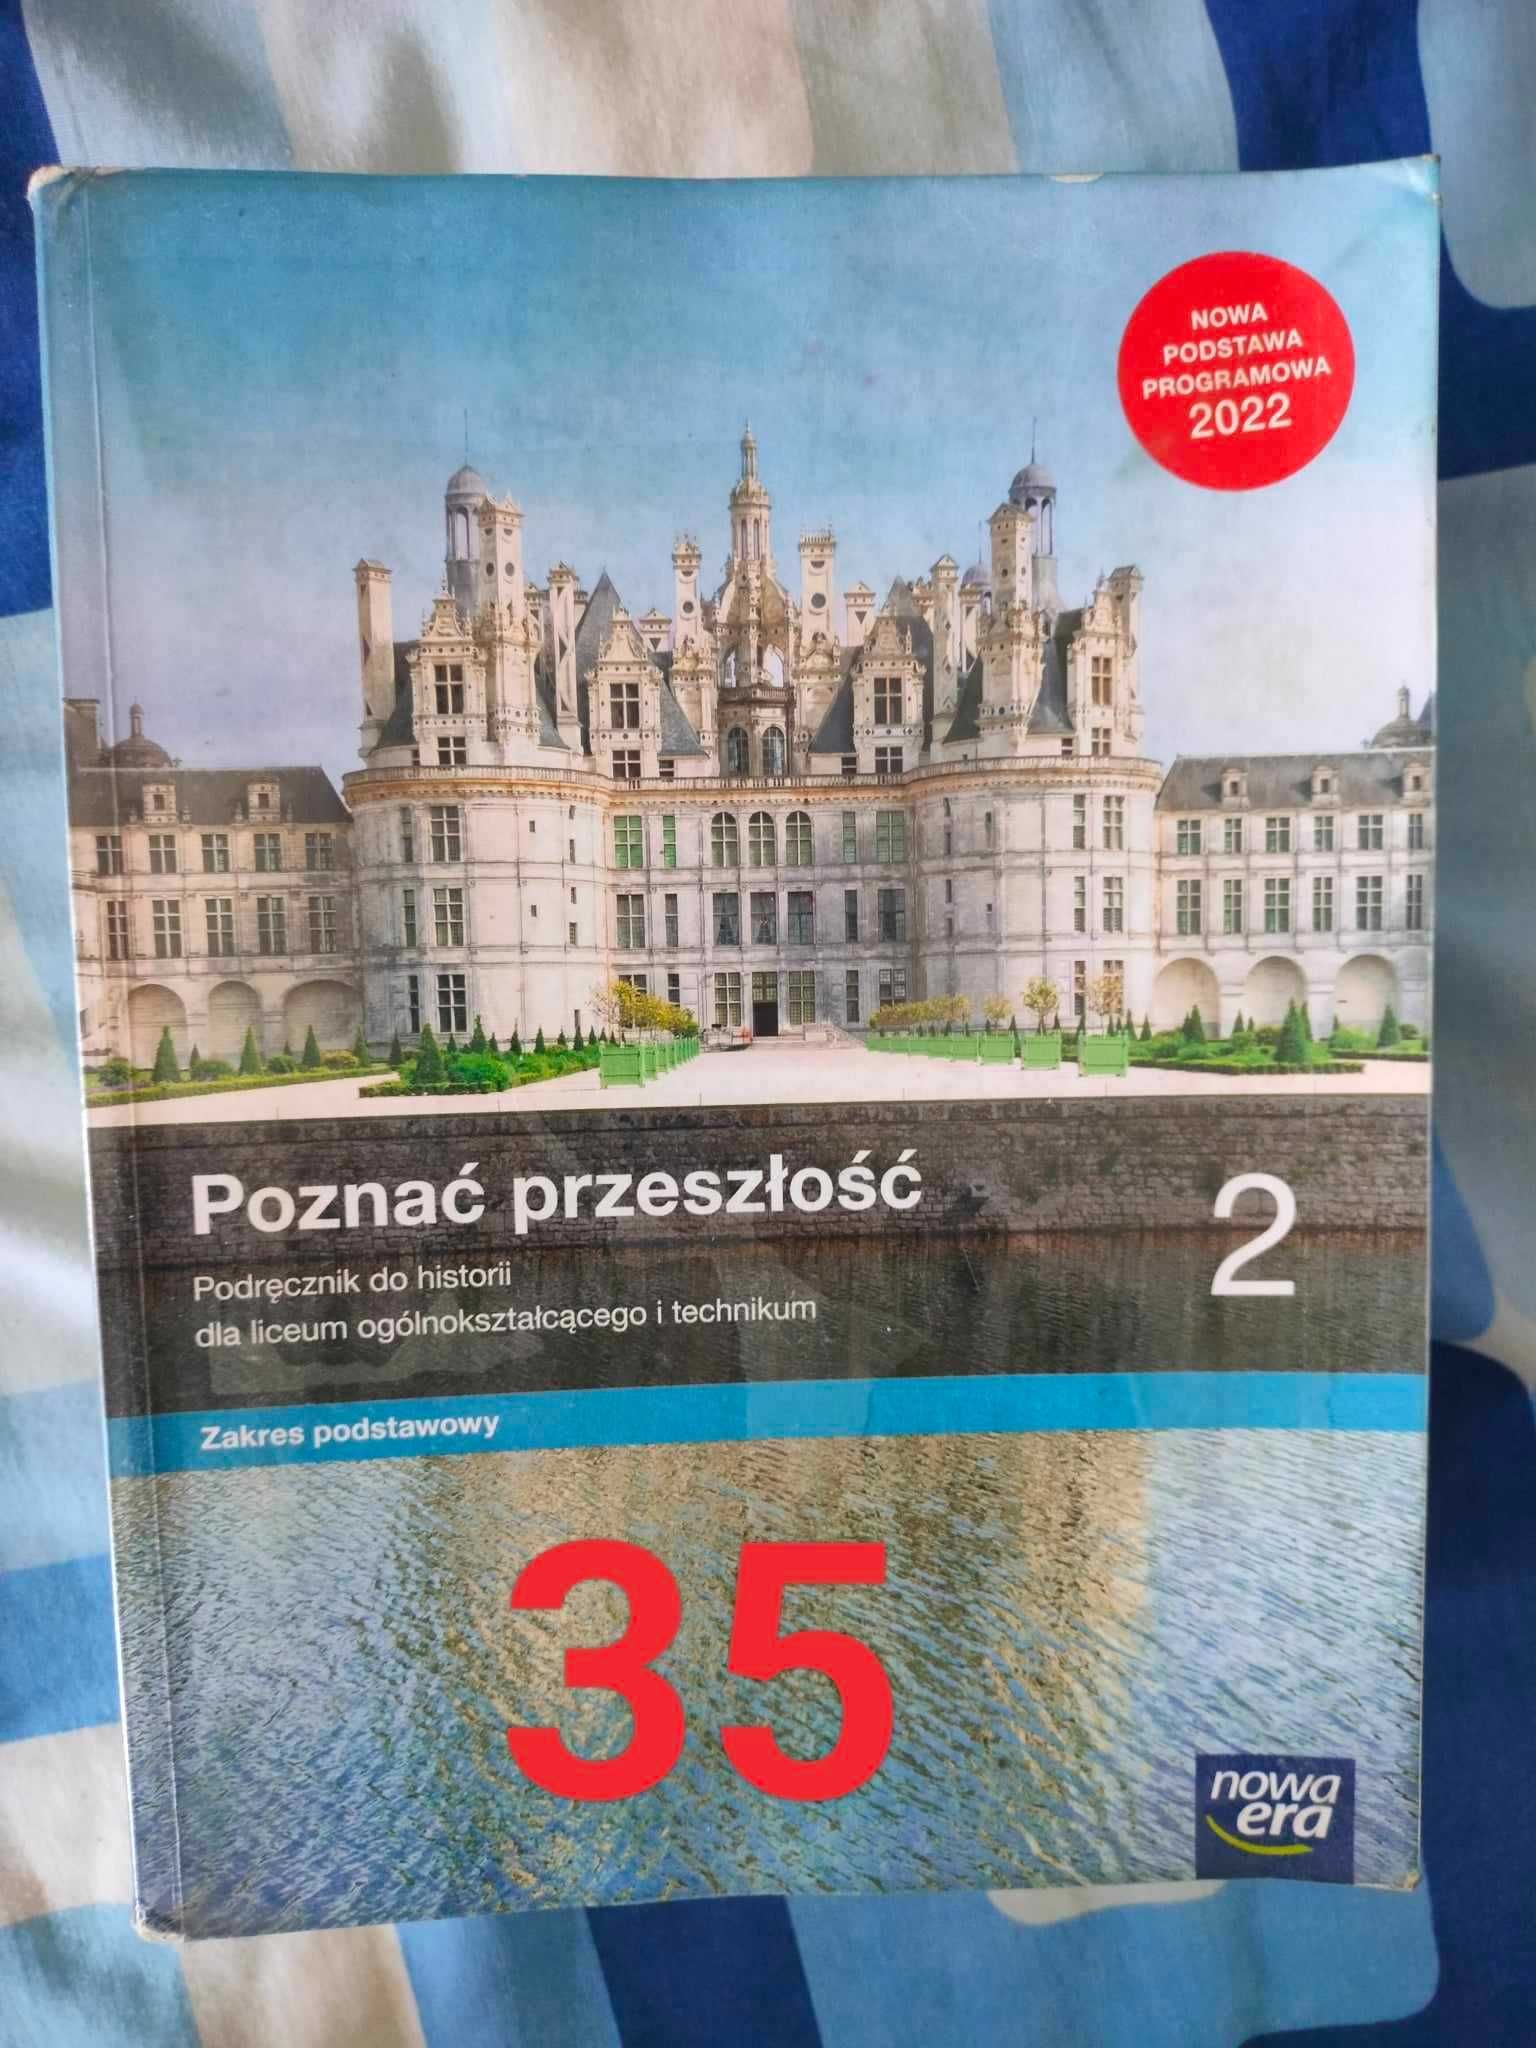 NOWA
PODSTAWA
PROGRAMOWA
2022
Poznać przeszłość
2
Podręcznik do historii
dla liceum ogólnokształcącego i technikum
Zakres podstawowy
35
nowa
era